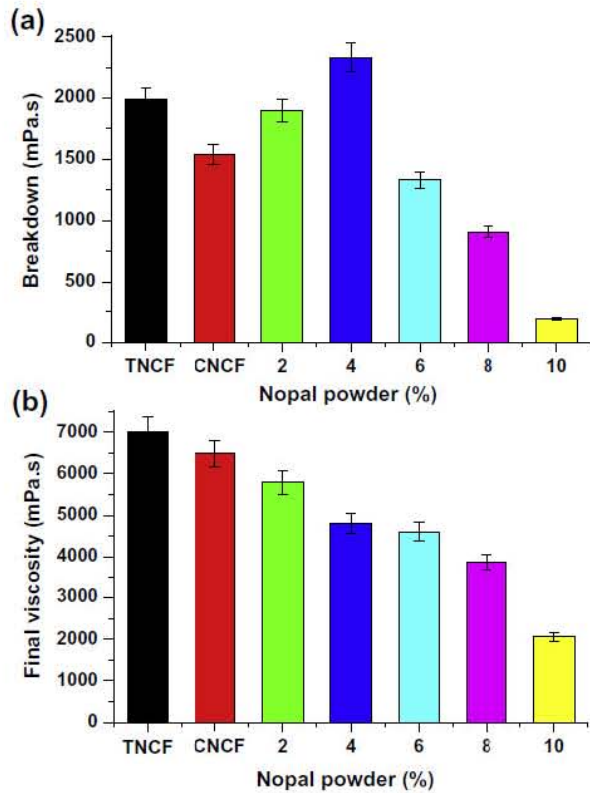 (a)
2500
2000
1500
1000
500
0
Breakdown (mPa.s)
TNCF CNCF 2 4 6 8 10
Nopal powder (%)
(b)
7000
6000
5000
4000
3000
2000
1000
0
Final viscosity (mPa.s)
TNCF CNCF 2 4 6 8 10
Nopal powder (%)